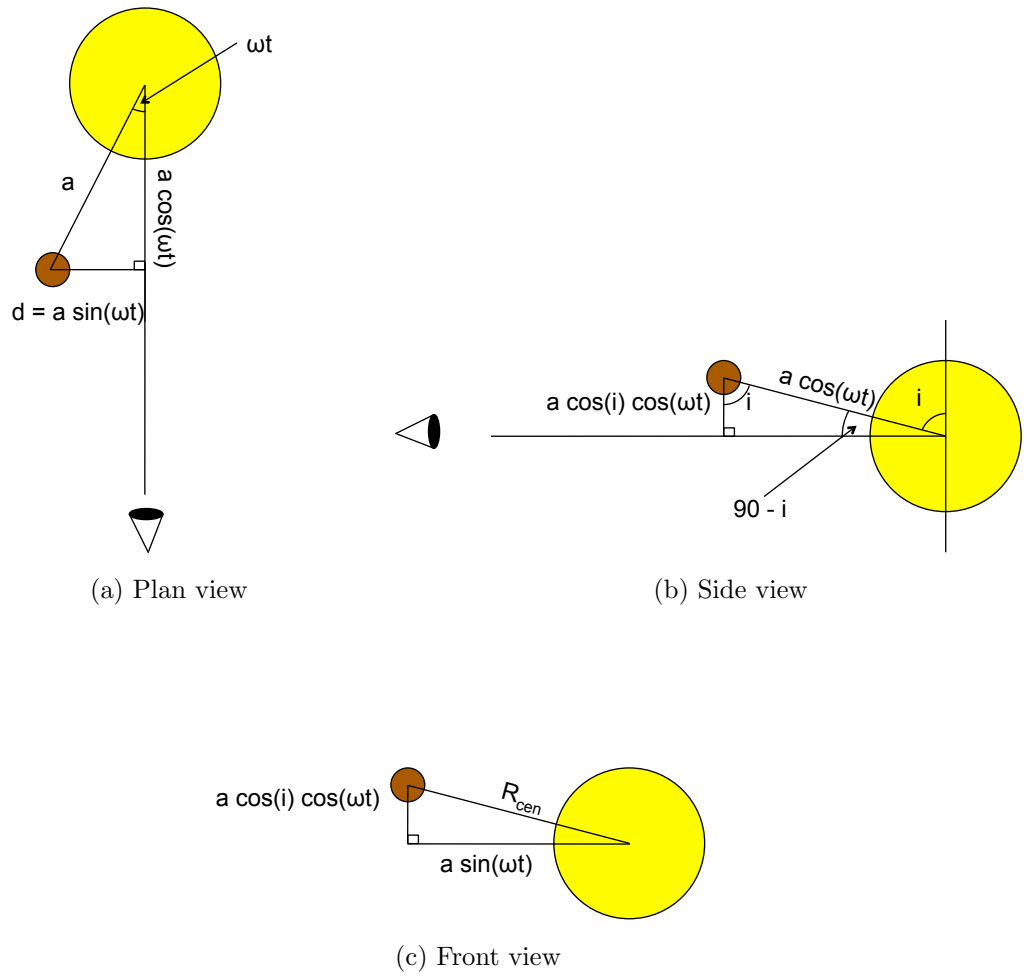 ωt
a
a cos(ωt)
d = a sin(ωt)
(a) Plan view
a cos(ωt)
i
i
a cos(i) cos(ωt)
90 - i
(b) Side view
a cos(i) cos(ωt)
Rcen
a sin(ωt)
(c) Front view